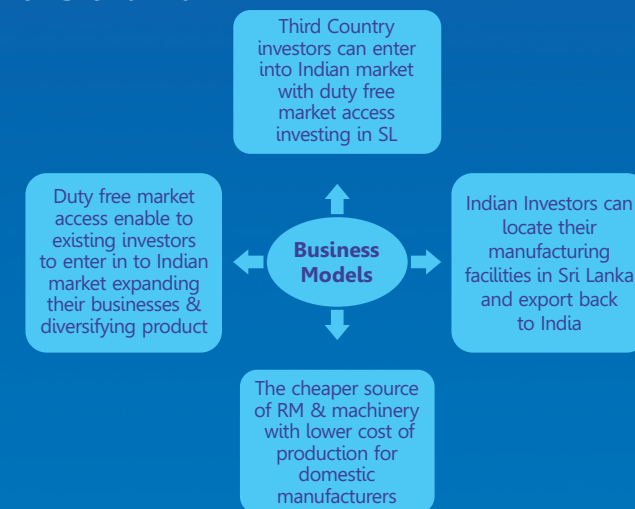 Third Country
investors can enter
into Indian market
with duty free
market access
investing in SL
Duty free market
access enable to
existing investors
to enter in to Indian
market expanding
their businesses &
diversifying product
Business
Models
Indian Investors can
locate their
manufacturing
facilities in Sri Lanka
and export back
to India
The cheaper source
of RM & machinery
with lower cost of
production for
domestic
manufacturers